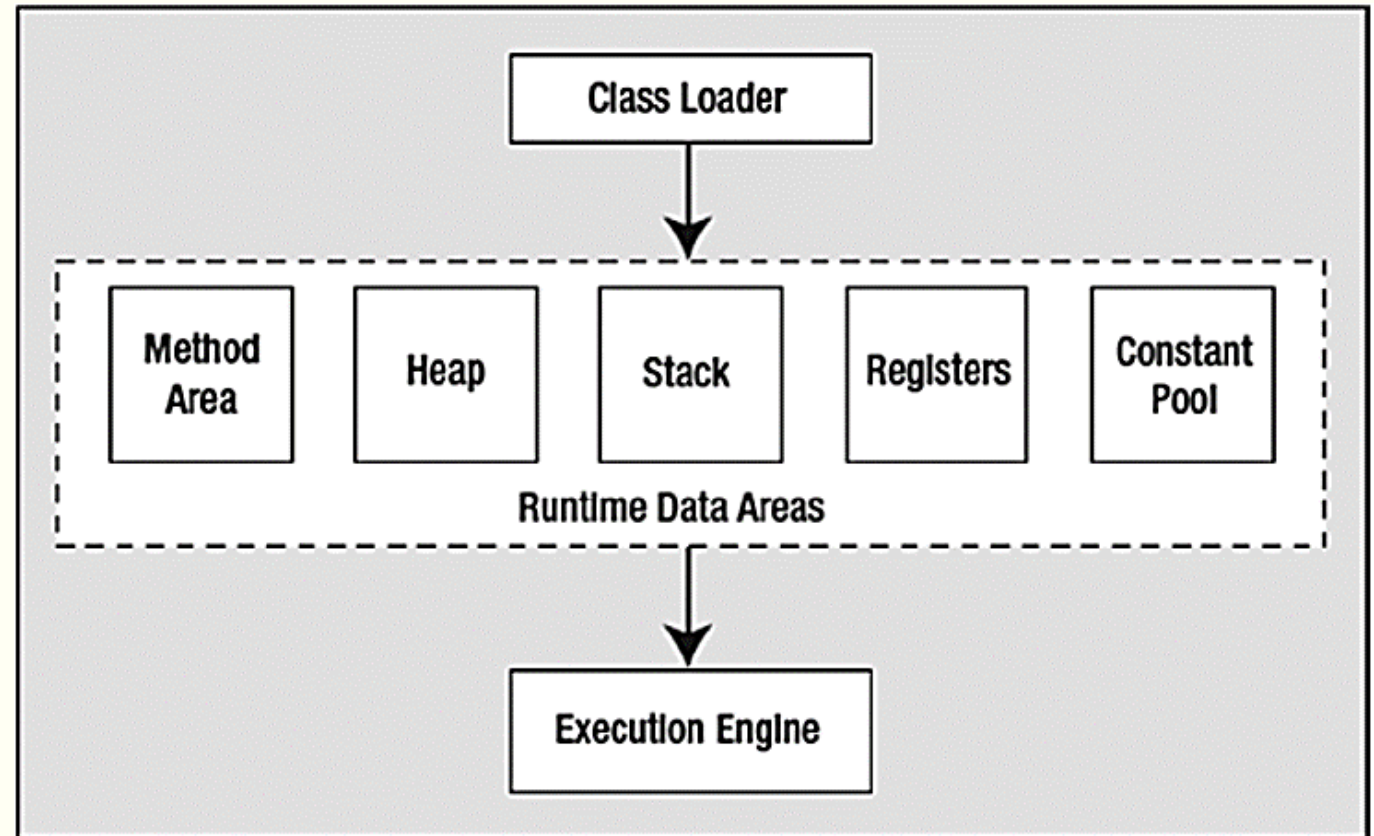 Class Loader
Method
Area
Heap
Stack
Registers
Constant
Pool
Runtime Data Areas
Execution Engine